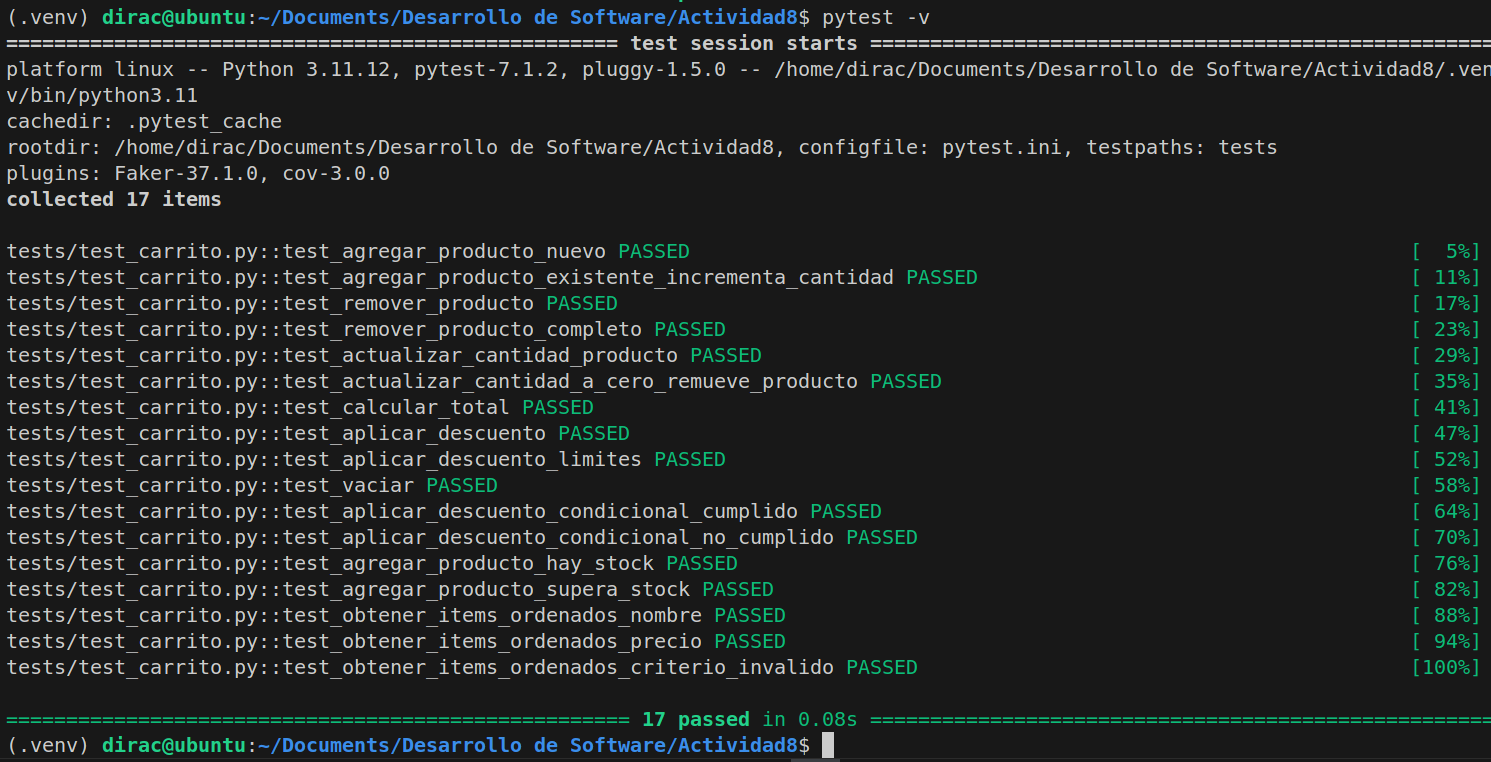 (.venv) dirac@ubuntu:~/Documents/Desarrollo de Software/Actividad8$ pytest -v
=================================================== test session starts ====================================================
platform linux -- Python 3.11.12, pytest-7.1.2, pluggy-1.5.0 -- /home/dirac/Documents/Desarrollo de Software/Actividad8/.ven
v/bin/python3.11
cachedir: .pytest_cache
rootdir: /home/dirac/Documents/Desarrollo de Software/Actividad8, configfile: pytest.ini, testpaths: tests
plugins: Faker-37.1.0, cov-3.0.0
collected 17 items
tests/test_carrito.py::test_agregar_producto_nuevo PASSED [  5%]
tests/test_carrito.py::test_agregar_producto_existente_incrementa_cantidad PASSED [ 11%]
tests/test_carrito.py::test_remover_producto PASSED [ 17%]
tests/test_carrito.py::test_remover_producto_completo PASSED [ 23%]
tests/test_carrito.py::test_actualizar_cantidad_producto PASSED [ 29%]
tests/test_carrito.py::test_actualizar_cantidad_a_cero_remueve_producto PASSED [ 35%]
tests/test_carrito.py::test_calcular_total PASSED [ 41%]
tests/test_carrito.py::test_aplicar_descuento PASSED [ 47%]
tests/test_carrito.py::test_aplicar_descuento_limites PASSED [ 52%]
tests/test_carrito.py::test_vaciar PASSED [ 58%]
tests/test_carrito.py::test_aplicar_descuento_condicional_cumplido PASSED [ 64%]
tests/test_carrito.py::test_aplicar_descuento_condicional_no_cumplido PASSED [ 70%]
tests/test_carrito.py::test_agregar_producto_hay_stock PASSED [ 76%]
tests/test_carrito.py::test_agregar_producto_supera_stock PASSED [ 82%]
tests/test_carrito.py::test_obtener_items_ordenados_nombre PASSED [ 88%]
tests/test_carrito.py::test_obtener_items_ordenados_precio PASSED [ 94%]
tests/test_carrito.py::test_obtener_items_ordenados_criterio_invalido PASSED [100%]
==================================================== 17 passed in 0.08s ====================================================
(.venv) dirac@ubuntu:~/Documents/Desarrollo de Software/Actividad8$